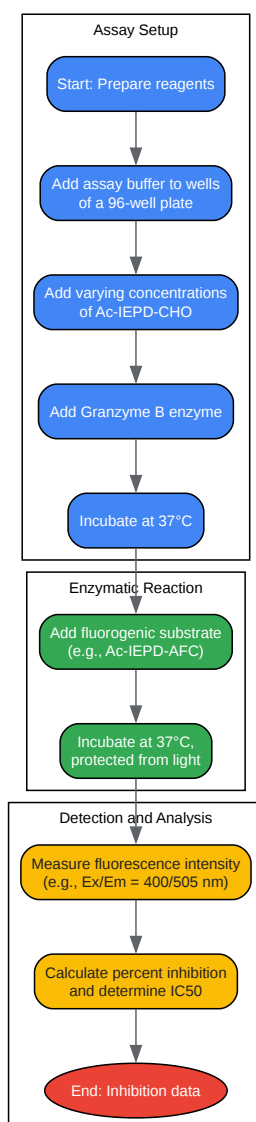 Assay Setup
Start: Prepare reagents
Add assay buffer to wells
of a 96-well plate
Add varying concentrations
of Ac-IEPD-CHO
Add Granzyme B enzyme
Incubate at 37°C
Enzymatic Reaction
Add fluorogenic substrate
(e.g., Ac-IEPD-AFC)
Incubate at 37°C,
protected from light
Detection and Analysis
Measure fluorescence intensity
(e.g., Ex/Em = 400/505 nm)
Calculate percent inhibition
and determine IC50
End: Inhibition data